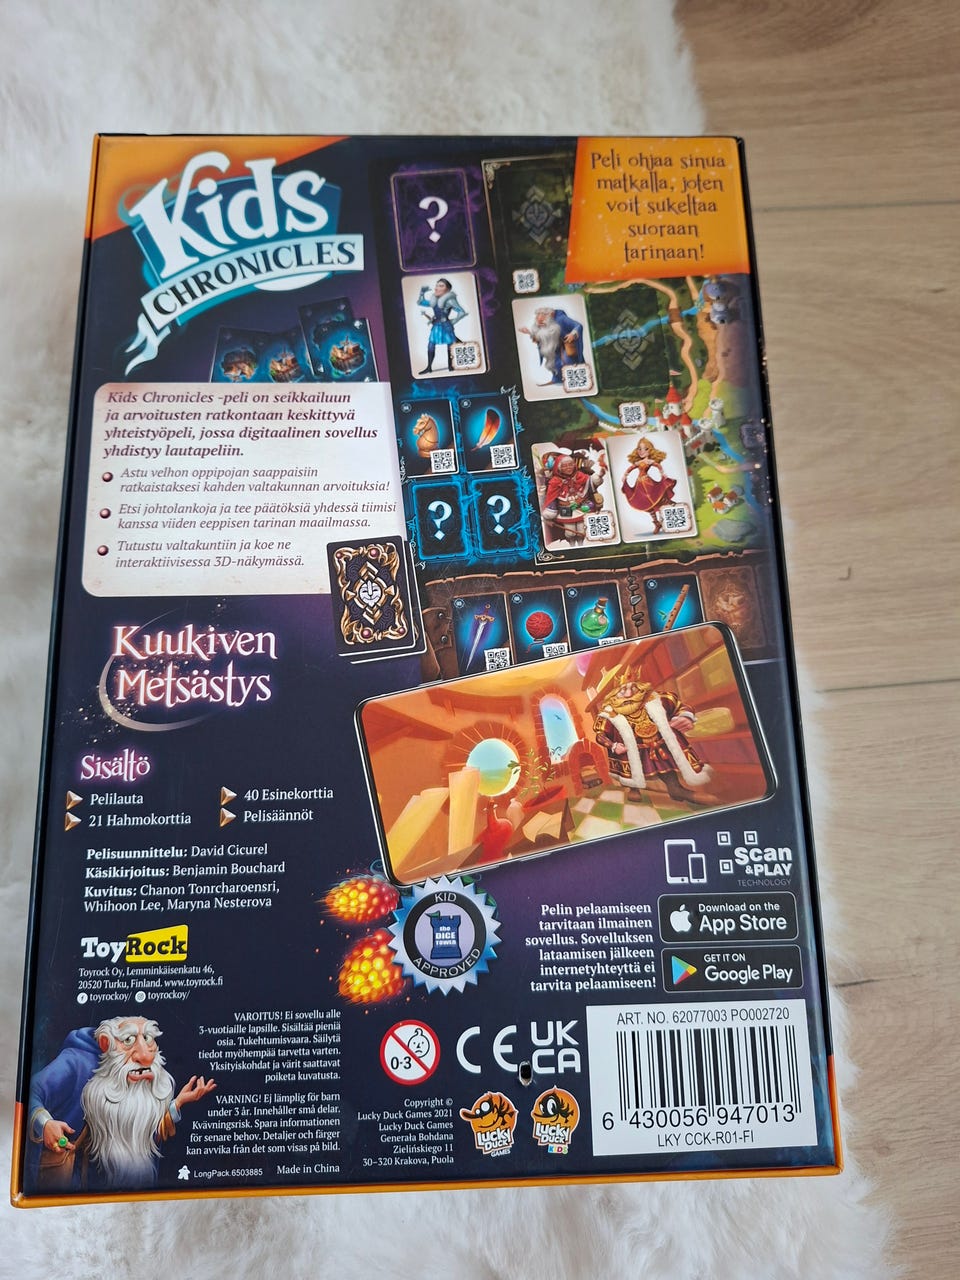 Kids
CHRONICLES
Peli ohjaa sinua
matkalla, joten
voit sukeltaa
suoraan
tarinaan!
?
Kids Chronicles -peli on seikkailuun
ja arvoitusten ratkontaan keskittyvä
yhteistyöpeli, jossa digitaalinen sovellus
yhdistyy lautapeliin.
Astu velhon oppipojan saappaisiin
ratkaistaksesi kahden valtakunnan arvoituksia!
Etsi johtolankoja ja tee päätöksiä yhdessä tiimisi
kanssa viiden eeppisen tarinan maailmassa.
Tutustu valtakuntiin ja koe ne
interaktiivisessa 3D-näkymässä.
? ?
Kuukiven
Metsästys
Sisältö
Pelilauta
21 Hahmokorttia
40 Esinekorttia
Pelisäännöt
Pelisuunnittelu: David Cicurel
Käsikirjoitus: Benjamin Bouchard
Kuvitus: Chanon Tonrcharoensri,
Whihoon Lee, Maryna Nesterova
ToyRock
Toyrock Oy, Lemminkäisenkatu 46,
20520 Turku, Finland. www.toyrock.fi
toyrockoy/ toyrockoy/
KID
the
DICE
TOWER
APPROVED
Scan
&PLAY
TECHNOLOGY
Pelin pelaamiseen
tarvitaan ilmainen
sovellus. Sovelluksen
lataamisen jälkeen
internetyhteyttä ei
tarvita pelaamiseen!
Download on the
App Store
GET IT ON
Google Play
VAROITUS! Ei sovellu alle
3-vuotiaille lapsille. Sisältää pieniä
osia. Tukehtumisvaara. Säilytä
tiedot myöhempää tarvetta varten.
Yksityiskohdat ja värit saattavat
poiketa kuvatusta.
VARNING! Ej lämplig för barn
under 3 år. Innehåller små delar.
Kvävningsrisk. Spara informationen
för senare behov. Detaljer och färger
kan avvika från det som visas på bild.
LongPack.6503885 Made in China
0-3
CE
UK
CA
Copyright ©
Lucky Duck Games 2021
Lucky Duck Games
Generała Bohdana
Zielińskiego 11
30-320 Krakova, Puola
LUCKY
DUCK
GAMES
LUCKY
DUCK
KIDS
ART. NO. 62077003 PO002720
6 430056 947013
LKY CCK-R01-FI